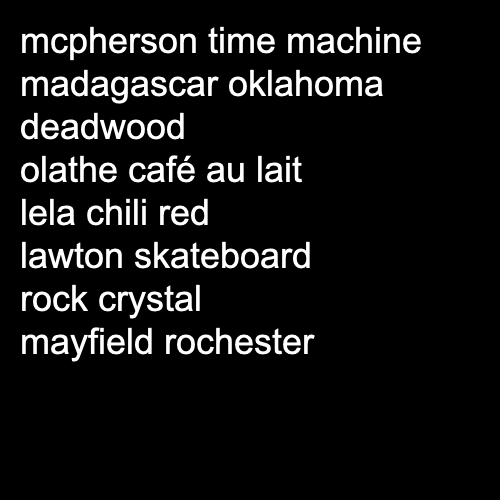 mcpherson time machine
madagascar oklahoma
deadwood
olathe café au lait
lela chili red
lawton skateboard
rock crystal
mayfield rochester